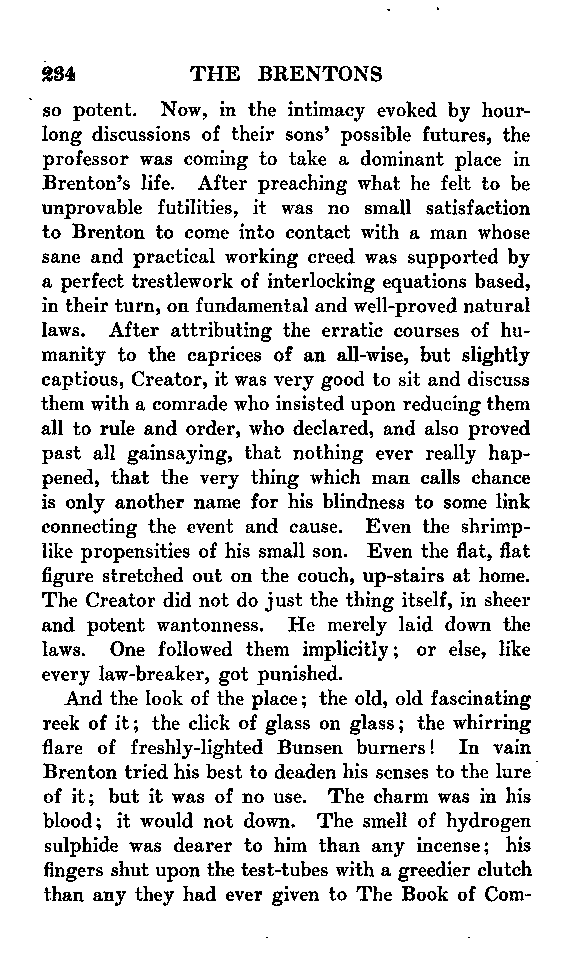 234 THE BRENTONS
so potent. Now, in the intimacy evoked by hour-
long discussions of their sons' possible futures, the
professor was coming to take a dominant place in
Brenton's life. After preaching what he felt to be
unprovable futilities, it was no small satisfaction
to Brenton to come into contact with a man whose
sane and practical working creed was supported by
a perfect trestlework of interlocking equations based,
in their turn, on fundamental and well-proved natural
laws. After attributing the erratic courses of hu-
manity to the caprices of an all-wise, but slightly
captious, Creator, it was very good to sit and discuss
them with a comrade who insisted upon reducing them
all to rule and order, who declared, and also proved
past all gainsaying, that nothing ever really hap-
pened, that the very thing which man calls chance
is only another name for his blindness to some link
connecting the event and cause. Even the shrimp-
like propensities of his small son. Even the flat, flat
figure stretched out on the couch, up-stairs at home.
The Creator did not do just the thing itself, in sheer
and potent wantonness. He merely laid down the
laws. One followed them implicitly; or else, like
every law-breaker, got punished.
And the look of the place; the old, old fascinating
reek of it; the click of glass on glass; the whirring
flare of freshly-lighted Bunsen burners! In vain
Brenton tried his best to deaden his senses to the lure
of it; but it was of no use. The charm was in his
blood; it would not down. The smell of hydrogen
sulphide was dearer to him than any incense; his
fingers shut upon the test-tubes with a greedier clutch
than any they had ever given to The Book of Com-